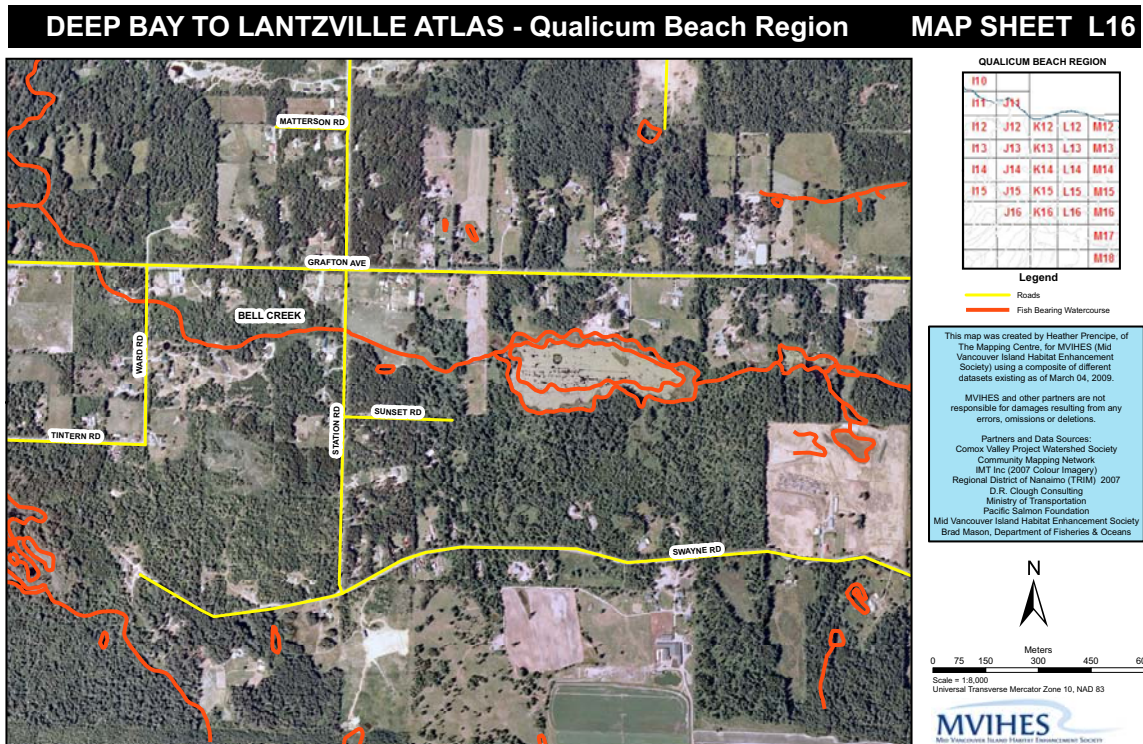 DEEP BAY TO LANTZVILLE ATLAS - Qualicum Beach Region MAP SHEET L16
MATTERSON RD
GRAFTON AVE
BELL CREEK
WARD RD
STATION RD
SUNSET RD
TINTERN RD
SWAYNE RD
QUALICUM BEACH REGION
I10
I11 J11
I12 J12 K12 L12 M12
I13 J13 K13 L13 M13
I14 J14 K14 L14 M14
I15 J15 K15 L15 M15
J16 K16 L16 M16
M17
M18
Legend
Roads
Fish Bearing Watercourse
This map was created by Heather Prencipe, of
The Mapping Centre, for MVIHES (Mid
Vancouver Island Habitat Enhancement
Society) using a composite of different
datasets existing as of March 04, 2009.
MVIHES and other partners are not
responsible for damages resulting from any
errors, omissions or deletions.
Partners and Data Sources:
Comox Valley Project Watershed Society
Community Mapping Network
IMT Inc (2007 Colour Imagery)
Regional District of Nanaimo (TRIM) 2007
D.R. Clough Consulting
Ministry of Transportation
Pacific Salmon Foundation
Mid Vancouver Island Habitat Enhancement Society
Brad Mason, Department of Fisheries & Oceans
N
Meters
0 75 150 300 450
Scale = 1:8,000
Universal Transverse Mercator Zone 10, NAD 83
MVIHES
MID VANCOUVER ISLAND HABITAT ENHANCEMENT SOCIETY